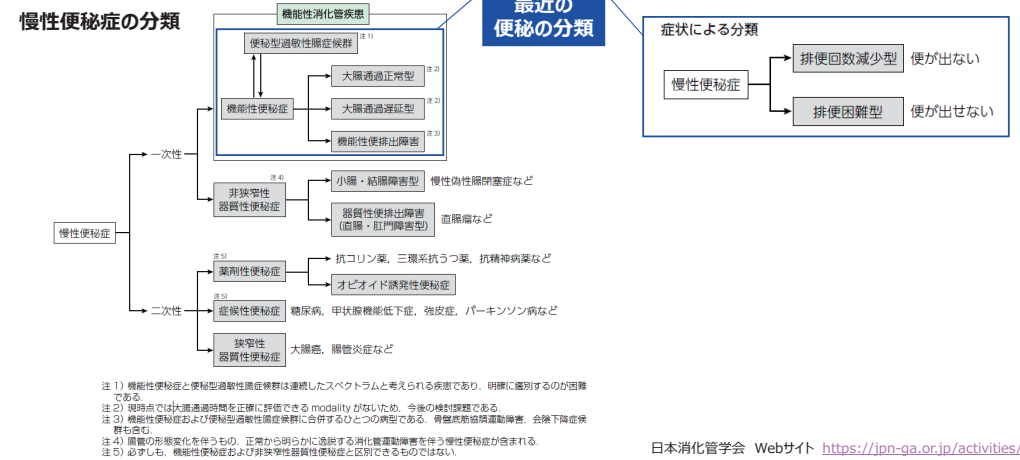 慢性便秘症の分類
機能性消化管疾患
便秘型過敏性腸症候群 注 1)
機能性便秘症
大腸通過正常型 注 2)
大腸通過遅延型 注 2)
機能性便排出障害 注 3)
一次性
注 4)
非狭窄性
器質性便秘症
小腸・結腸障害型 慢性偽性腸閉塞症など
器質性便排出障害
(直腸・肛門障害型) 直腸瘤など
慢性便秘症
二次性
注 5)
薬剤性便秘症
抗コリン薬，三環系抗うつ薬，抗精神病薬など
オピオイド誘発性便秘症
注 5)
症候性便秘症 糖尿病，甲状腺機能低下症，強皮症，パーキンソン病など
狭窄性
器質性便秘症 大腸癌，腸管炎症など
注 1）機能性便秘症と便秘型過敏性腸症候群は連続したスペクトラムと考えられる疾患であり，明確に鑑別するのが困難
である．
注 2）現時点では大腸通過時間を正確に評価できる modality がないため，今後の検討課題である．
注 3）機能性便秘症および便秘型過敏性腸症候群に合併するひとつの病型である．骨盤底筋協調運動障害，会陰下降症候
群も含む．
注 4）腸管の形態変化を伴うもの．正常から明らかに逸脱する消化管運動障害を伴う慢性便秘症が含まれる．
注 5）必ずしも，機能性便秘症および非狭窄性器質性便秘症と区別できるものではない．
最近の
便秘の分類
症状による分類
慢性便秘症
排便回数減少型 便が出ない
排便困難型 便が出せない
日本消化管学会 Webサイト https://jpn-ga.or.jp/activities/